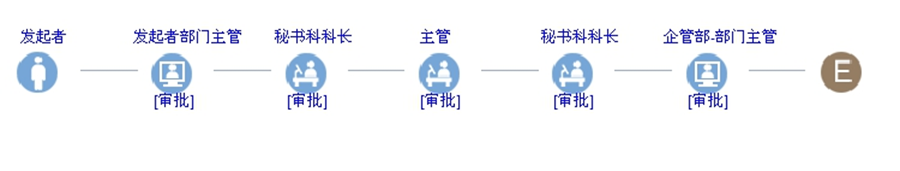 发起者 发起者部门主管 秘书科科长 主管 秘书科科长 企管部-部门主管
E
[审批] [审批] [审批] [审批] [审批]